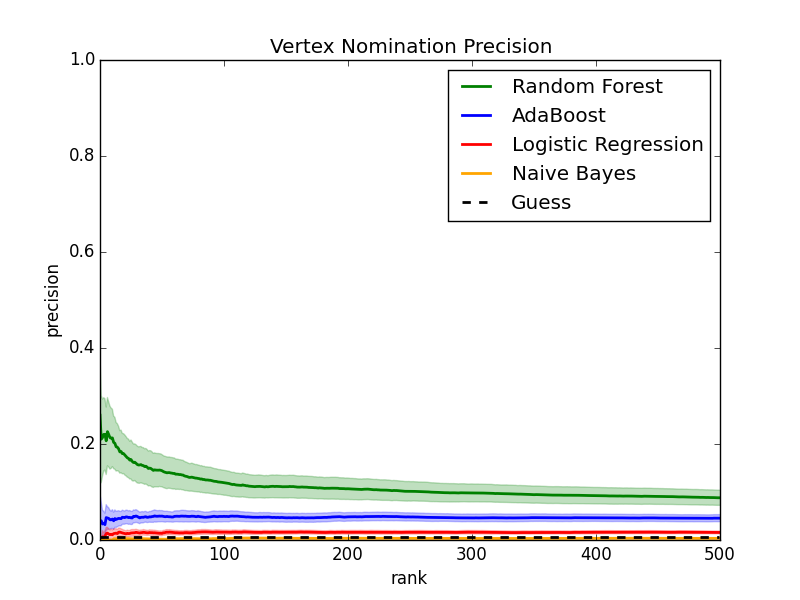 Vertex Nomination Precision
1.0
0.8
0.6
0.4
0.2
0.0
precision
Random Forest
AdaBoost
Logistic Regression
Naive Bayes
Guess
0 100 200 300 400 500
rank